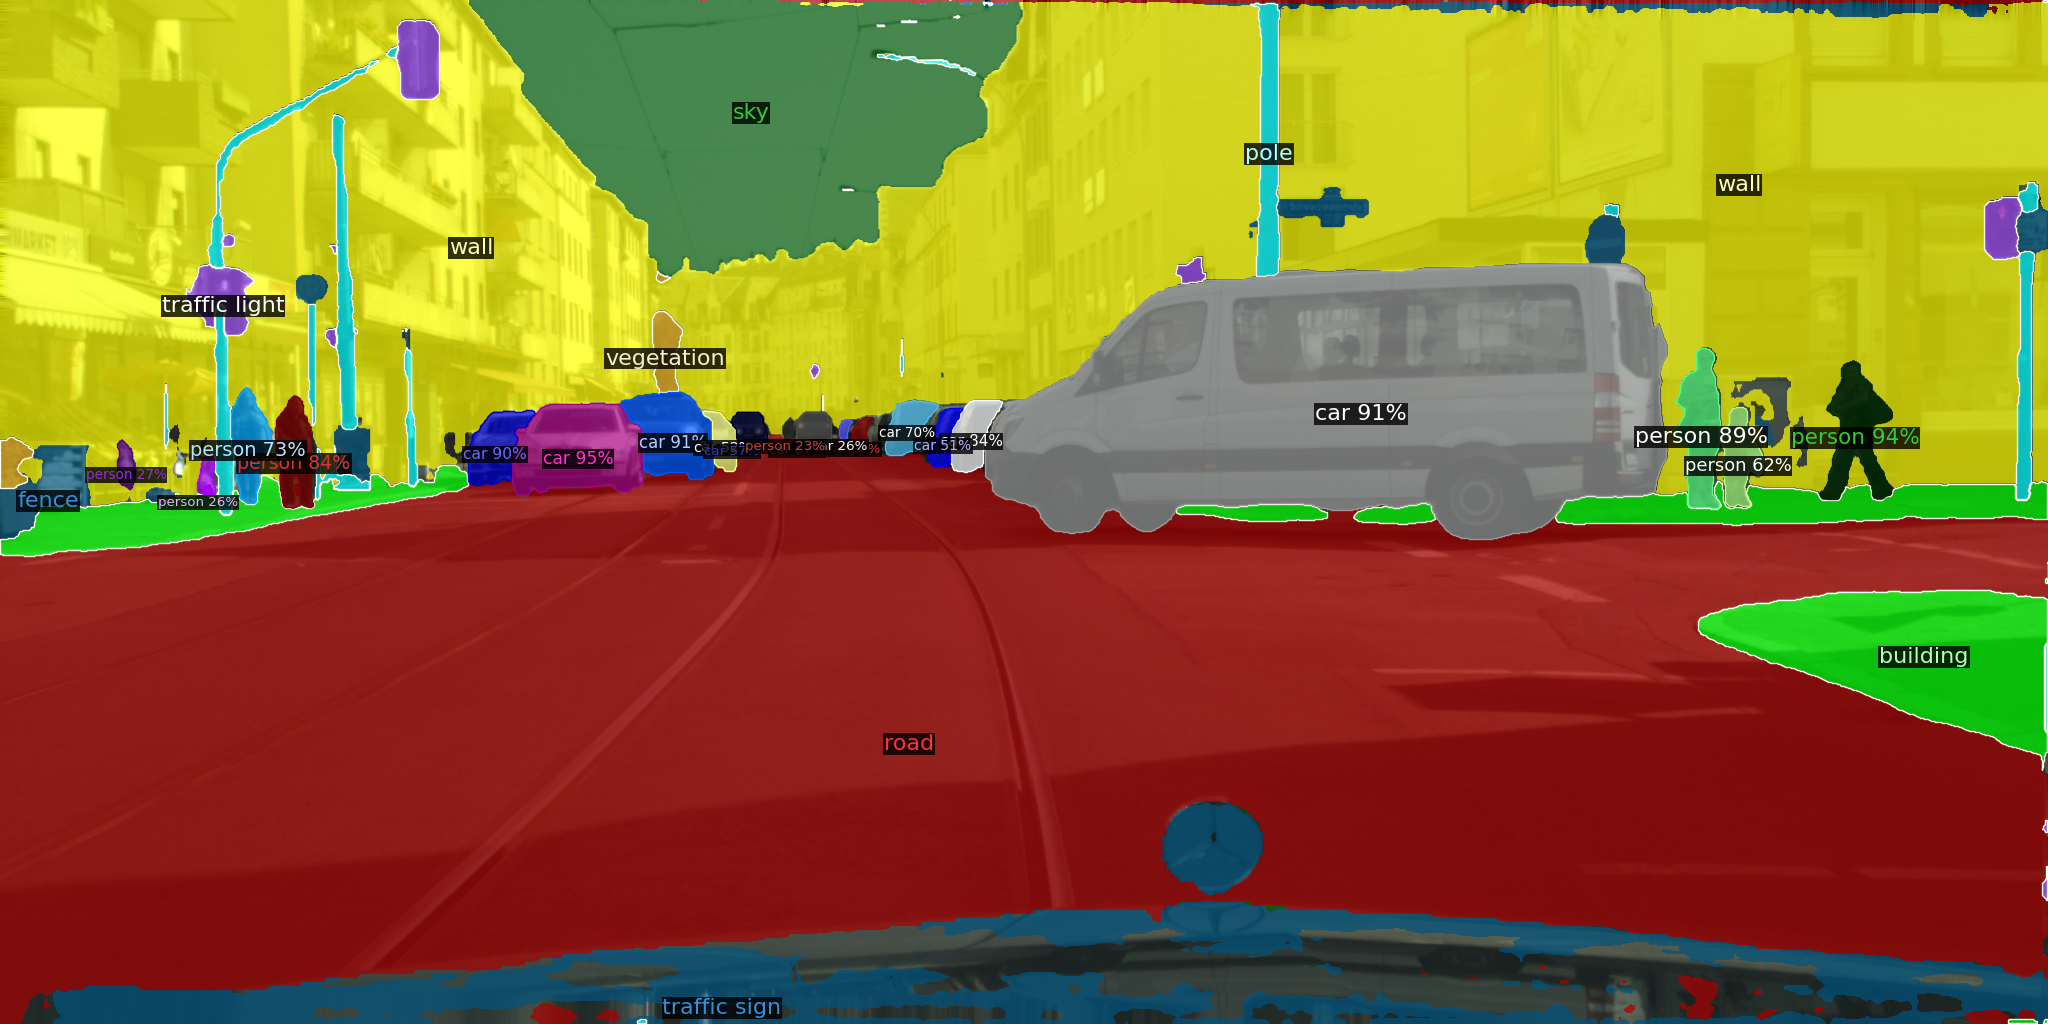 sky
pole
wall
wall
traffic light
vegetation
car 91%
car 70%
person 89%
person 94%
car 91%
person 73%
person 23%
car 26%
car 51%
car 90%
car 95%
person 84%
person 62%
person 27%
fence
person 26%
building
road
traffic sign